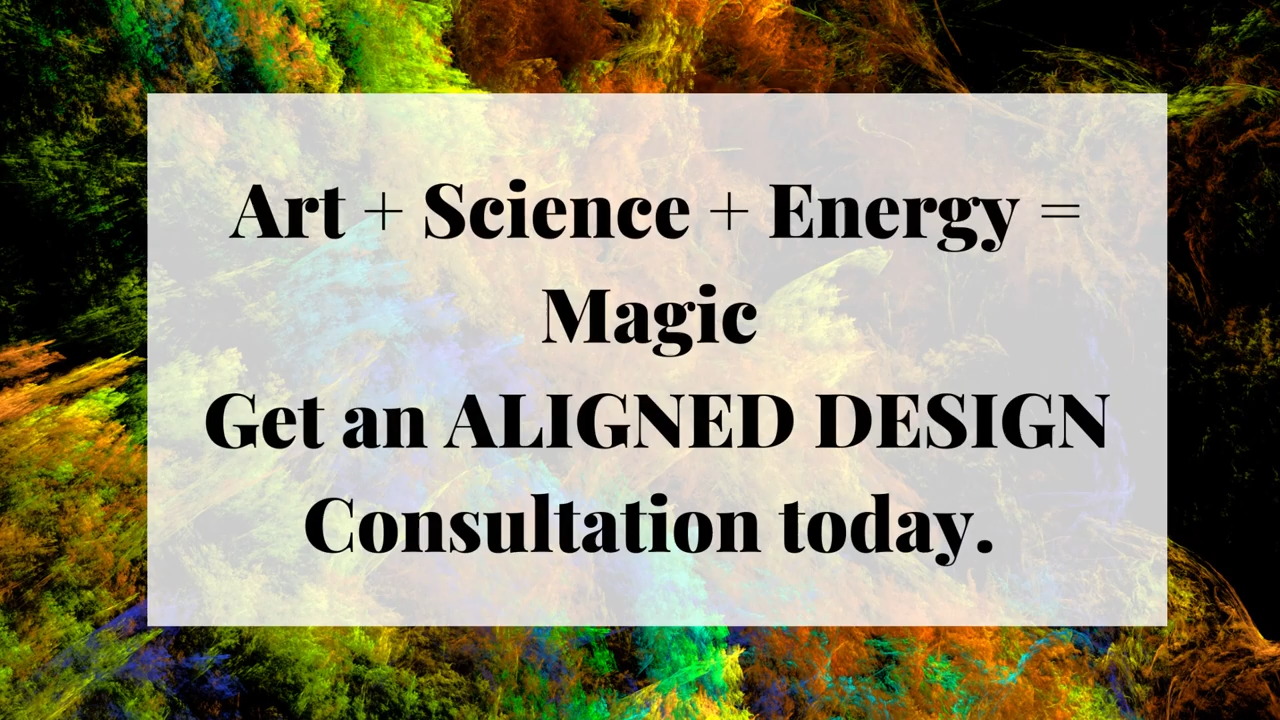 Art + Science + Energy =
Magic
Get an ALIGNED DESIGN
Consultation today.